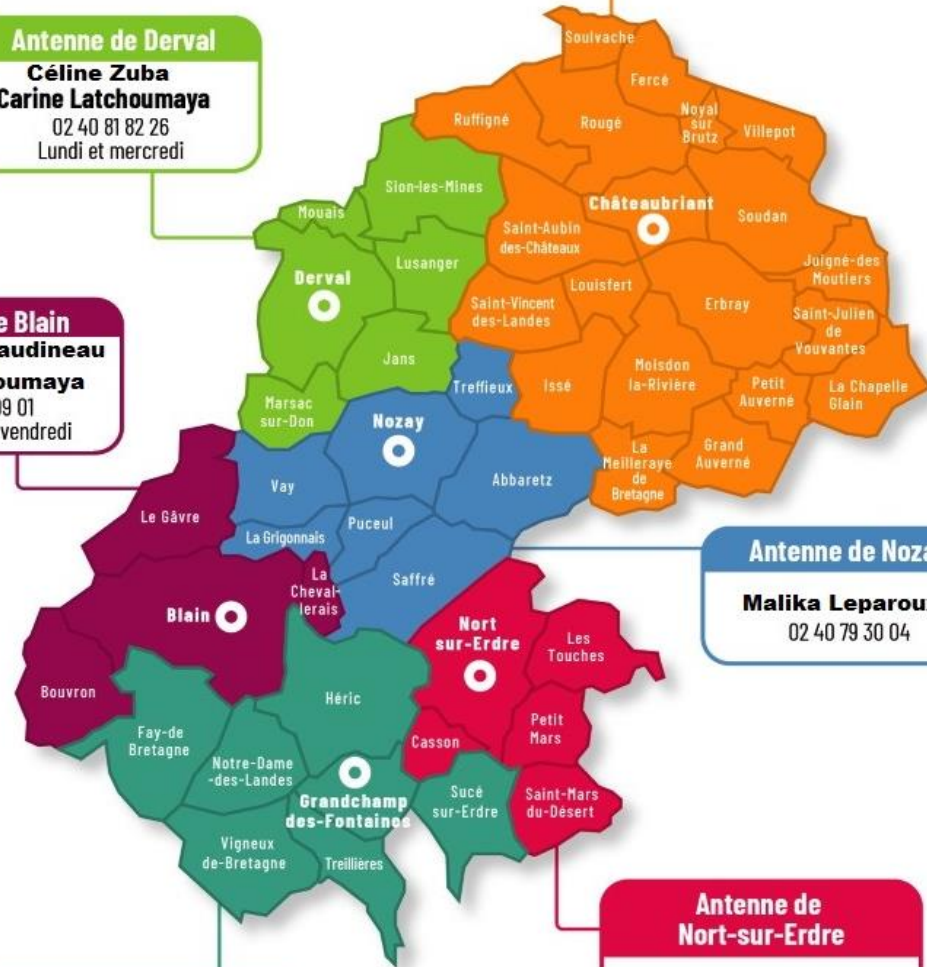 Antenne de Derval
Céline Zuba
Carine Latchoumaya
02 40 81 82 26
Lundi et mercredi
Soulvache
Fercé
Ruffigné
Rougé
Noyal
sur
Brutz
Villepot
Sion-les-Mines
Mouais
Châteaubriant
Soudan
Saint-Aubin
des-Châteaux
Lusanger
Derval
Juigné-des
Moutiers
Louisfert
Erbray
Saint-Vincent
des-Landes
Saint-Julien
de
Vouvantes
e Blain
audineau
oumaya
09 01
vendredi
Jans
Treffieux
Issé
Moisdon
la-Rivière
Petit
Auverné
La Chapelle
Glain
Marsac
sur-Don
Nozay
La
Meilleraye
de
Bretagne
Grand
Auverné
Vay
Abbaretz
Le Gâvre
La Grigonnais
Puceul
Saffré
La
Cheval-
lerais
Antenne de Noza
Malika Leparou
02 40 79 30 04
Blain
Nort
sur-Erdre
Les
Touches
Bouvron
Héric
Fay-de
Bretagne
Casson
Petit
Mars
Notre-Dame
-des-Landes
Grandchamp
des-Fontaines
Sucé
sur-Erdre
Saint-Mars
du-Désert
Vigneux
de-Bretagne
Treillières
Antenne de
Nort-sur-Erdre